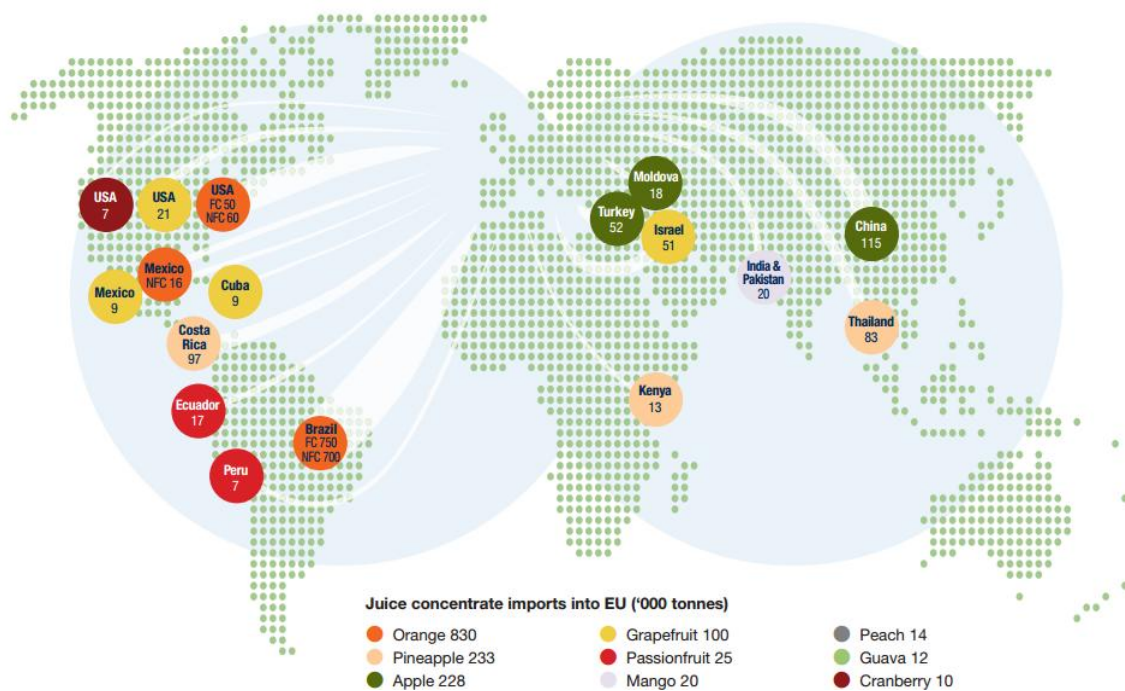 USA
7
USA
21
USA
FC 50
NFC 60
Moldova
18
Turkey
52
Israel
51
China
115
Mexico
NFC 16
Mexico
9
Cuba
9
India &
Pakistan
20
Costa
Rica
97
Thailand
83
Ecuador
17
Kenya
13
Brazil
FC 750
NFC 700
Peru
7
Juice concentrate imports into EU (‘000 tonnes)
Orange 830
Grapefruit 100
Peach 14
Pineapple 233
Passionfruit 25
Guava 12
Apple 228
Mango 20
Cranberry 10